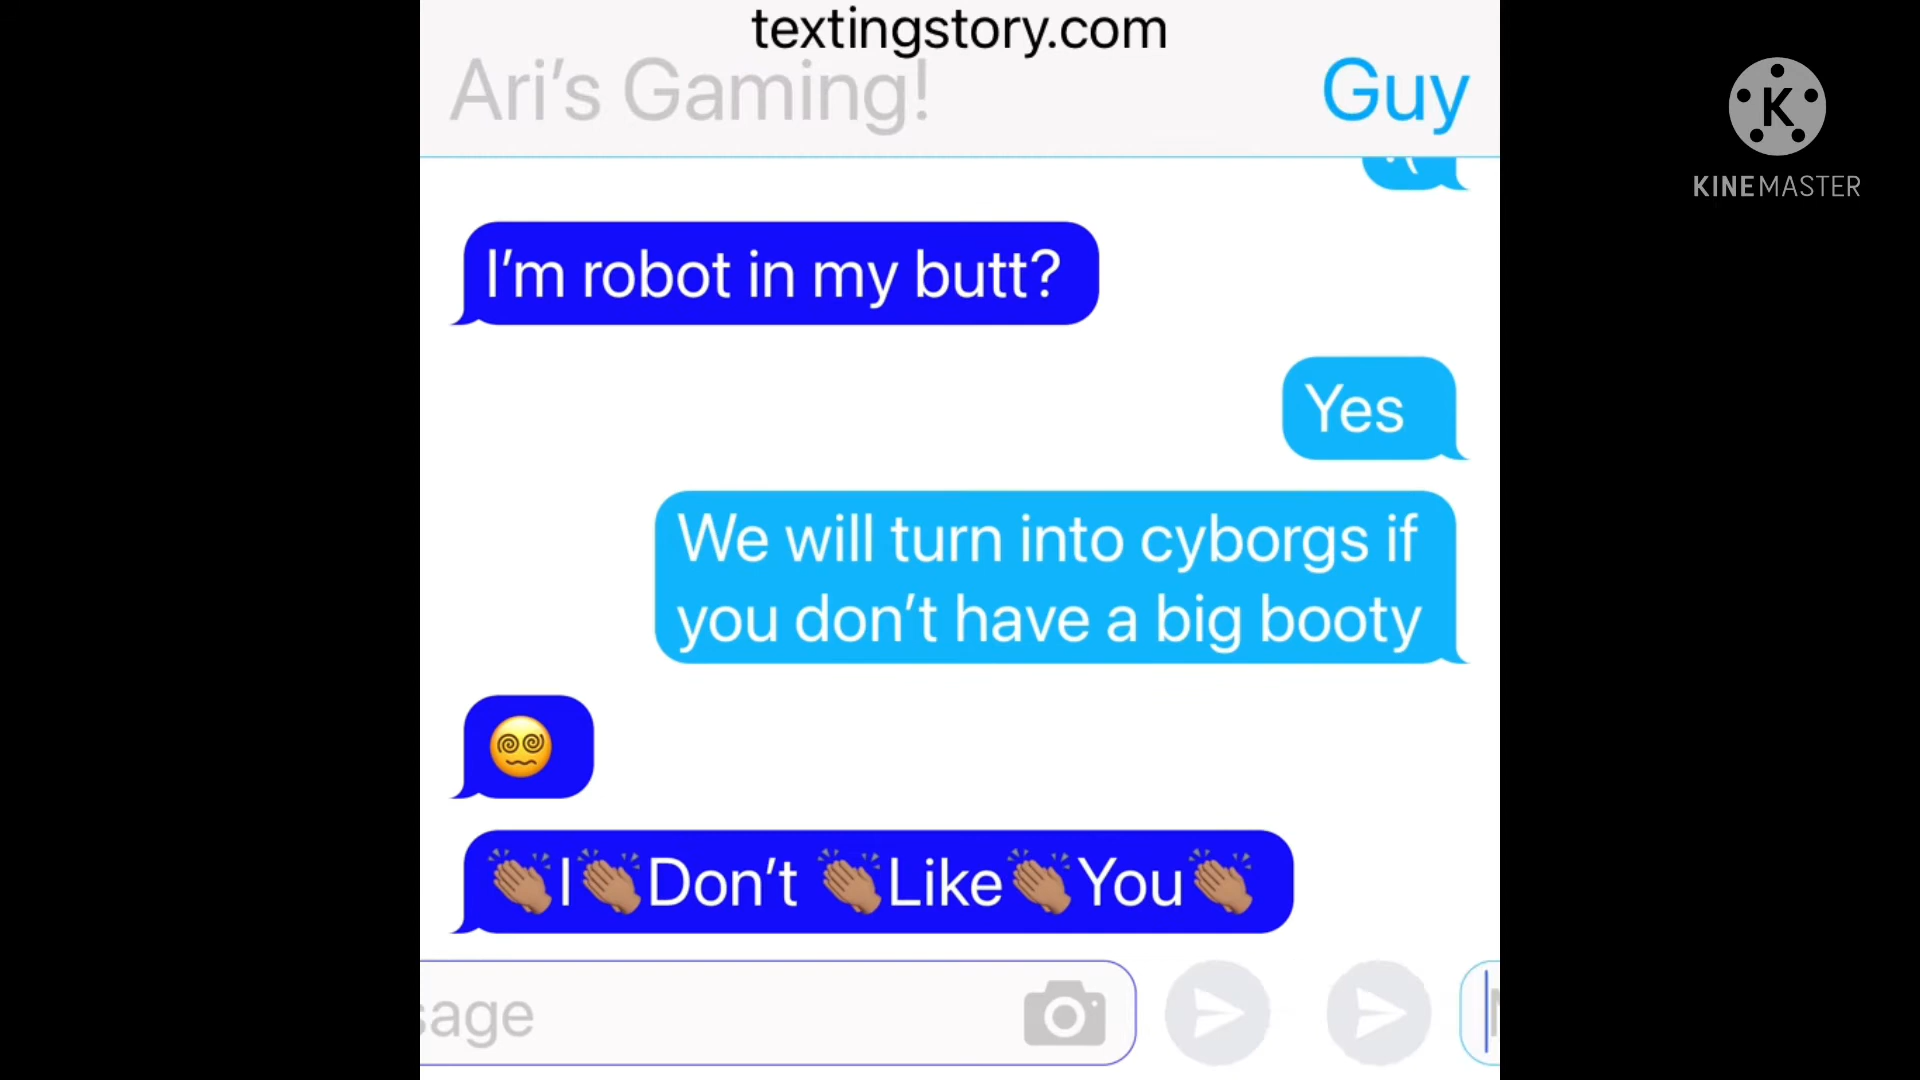 textingstory.com
Ari’s Gaming!
Guy
KINEMASTER
K
:(
I’m robot in my butt?
Yes
We will turn into cyborgs if
you don’t have a big booty
😵‍💫
👏🏽I👏🏽Don’t 👏🏽Like👏🏽You👏🏽
sage